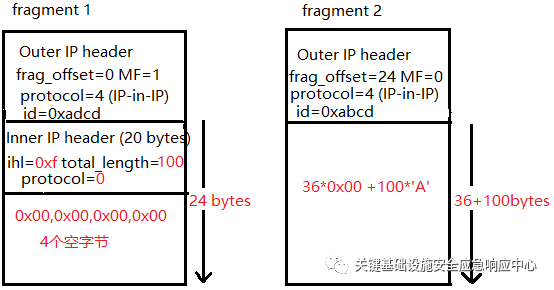 fragment 1
Outer IP header
frag_offset=0 MF=1
protocol=4 (IP-in-IP)
id=0xadcd
Inner IP header (20 bytes)
ihl=0xf total_length=100
protocol=0
0x00,0x00,0x00,0x00
4个空字节
24 bytes
fragment 2
Outer IP header
frag_offset=24 MF=0
protocol=4 (IP-in-IP)
id=0xabcd
36*0x00 +100*'A'
36+100bytes
关键基础设施安全应急响应中心